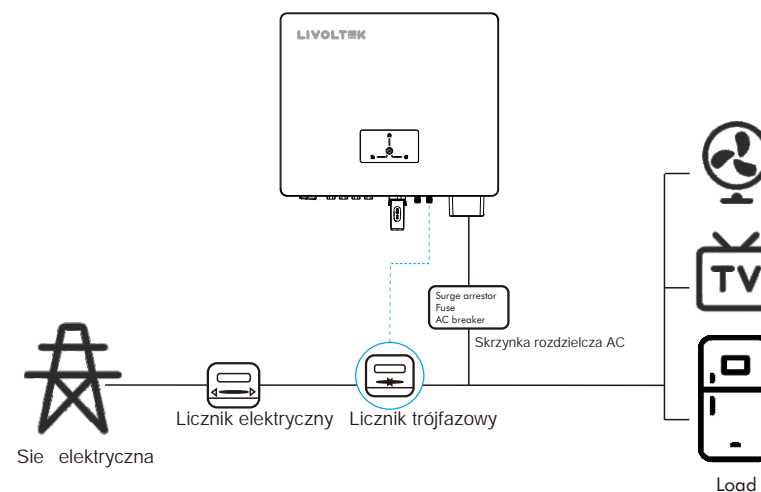 LIVOLTEK
Surge arrestor
Fuse
AC breaker
Skrzynka rozdzielcza AC
TV
Licznik elektryczny
Licznik trójfazowy
Sie elektryczna
Load